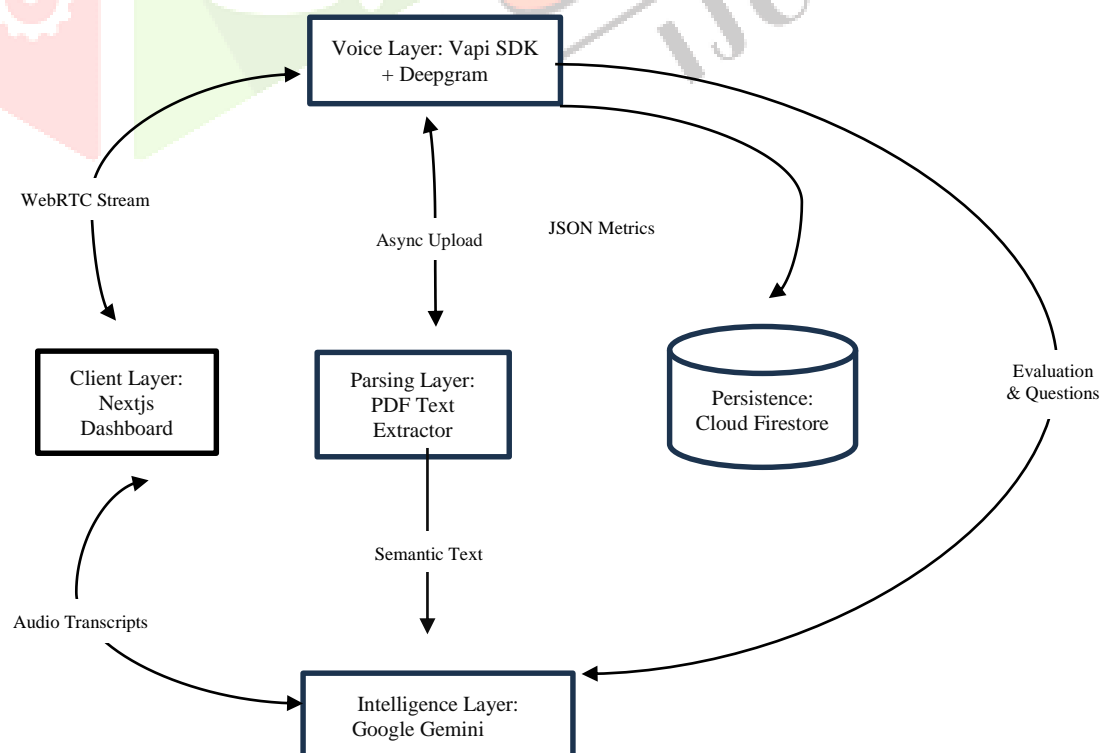 Voice Layer: Vapi SDK
+ Deepgram
WebRTC Stream
Async Upload
JSON Metrics
Client Layer:
Nextjs
Dashboard
Parsing Layer:
PDF Text
Extractor
Persistence:
Cloud Firestore
Evaluation
& Questions
Semantic Text
Audio Transcripts
Intelligence Layer:
Google Gemini